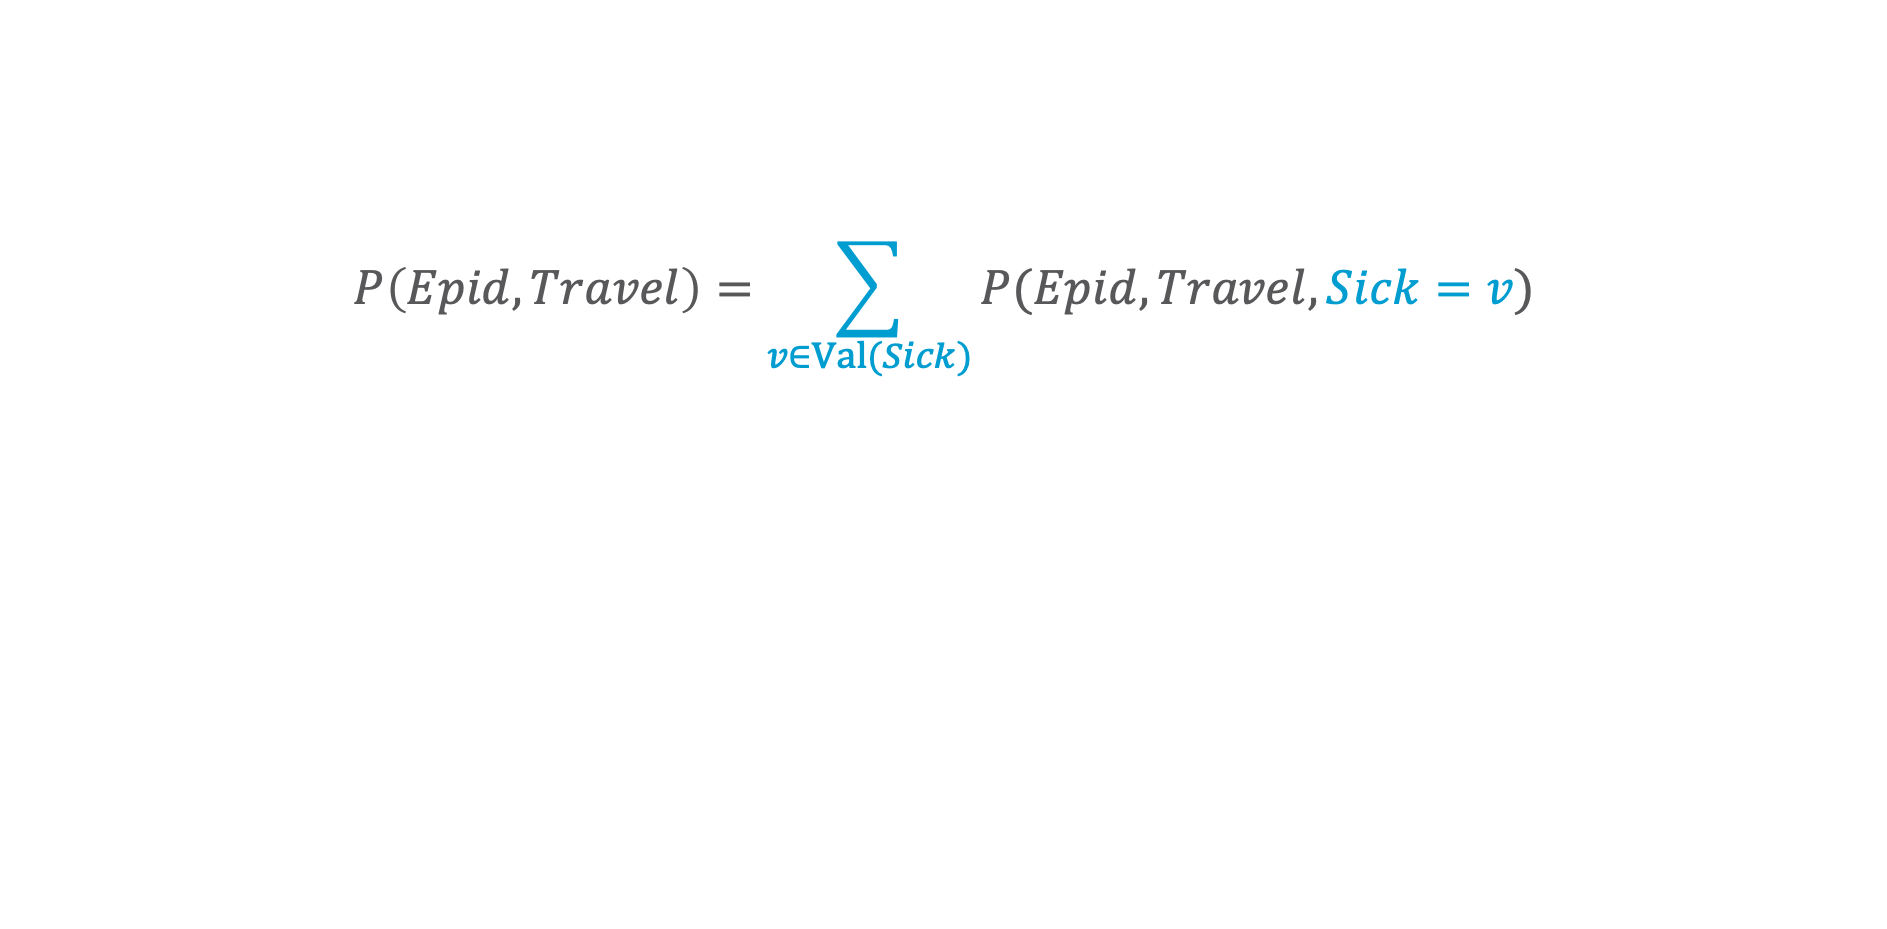 P(Epid, Travel) = ∑ P(Epid, Travel, Sick = v)
v∈Val(Sick)